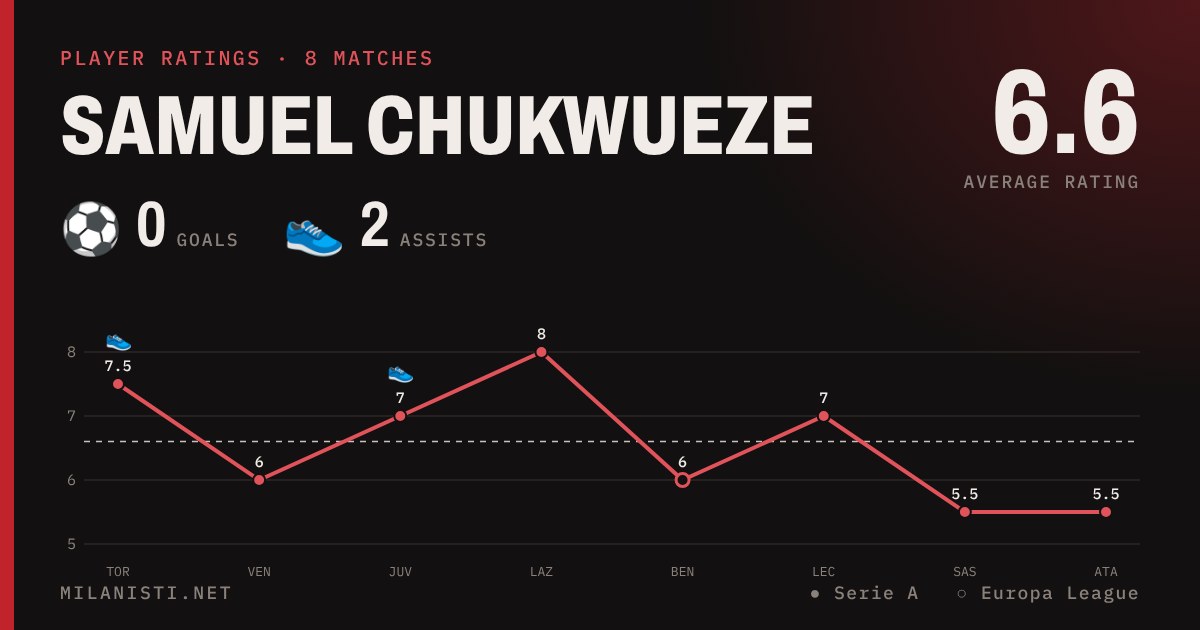 PLAYER RATINGS · 8 MATCHES
SAMUEL CHUKWUEZE
6.6
AVERAGE RATING
0 GOALS 2 ASSISTS
8
7
6
5
7.5
6
7
8
6
7
5.5
5.5
TOR VEN JUV LAZ BEN LEC SAS ATA
MILANISTI.NET
● Serie A ○ Europa League